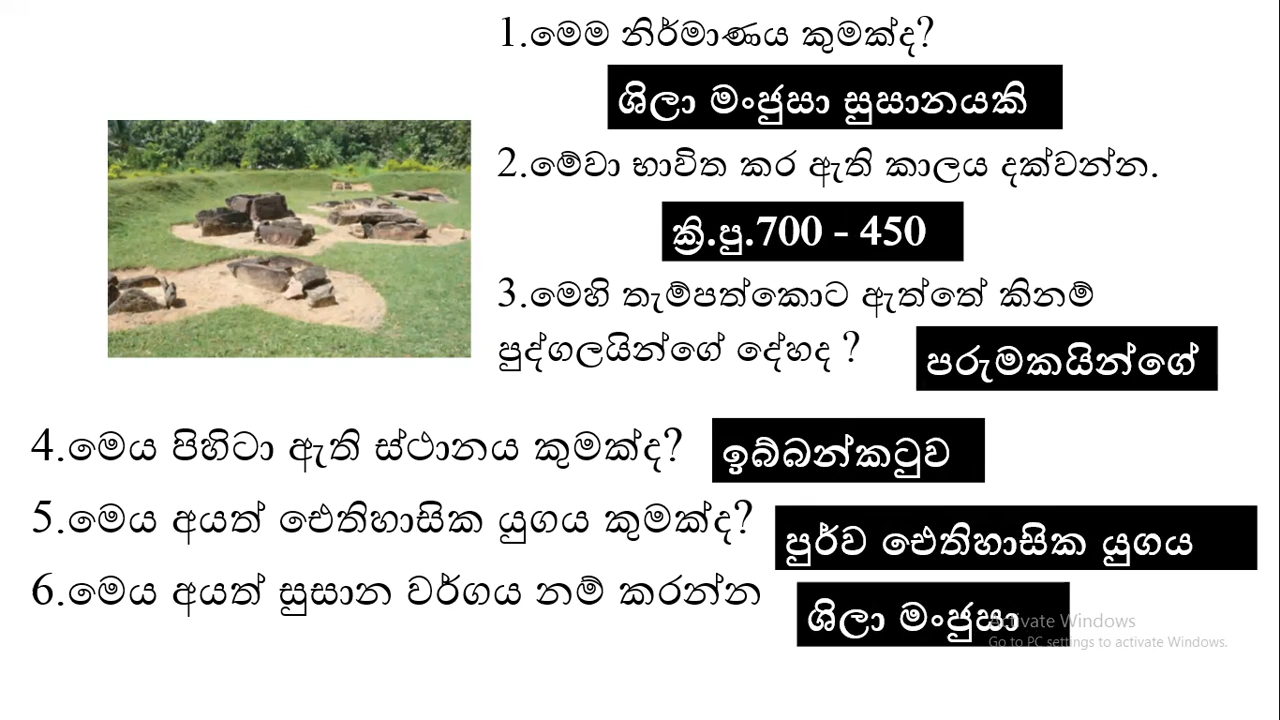 1.මෙම නිර්මාණය කුමක්ද?
ශිලා මංජුසා සුසානයකි
2.මේවා භාවිත කර ඇති කාලය දක්වන්න.
ක්‍රි.පු.700 - 450
3.මෙහි තැම්පත්කොට ඇත්තේ කිනම්
පුද්ගලයින්ගේ දේහද ?
පරුමකයින්ගේ
4.මෙය පිහිටා ඇති ස්ථානය කුමක්ද?
ඉබ්බන්කටුව
5.මෙය අයත් ඓතිහාසික යුගය කුමක්ද?
පුර්ව ඓතිහාසික යුගය
6.මෙය අයත් සුසාන වර්ගය නම් කරන්න
ශිලා මංජුසා
Activate Windows
Go to PC settings to activate Windows.